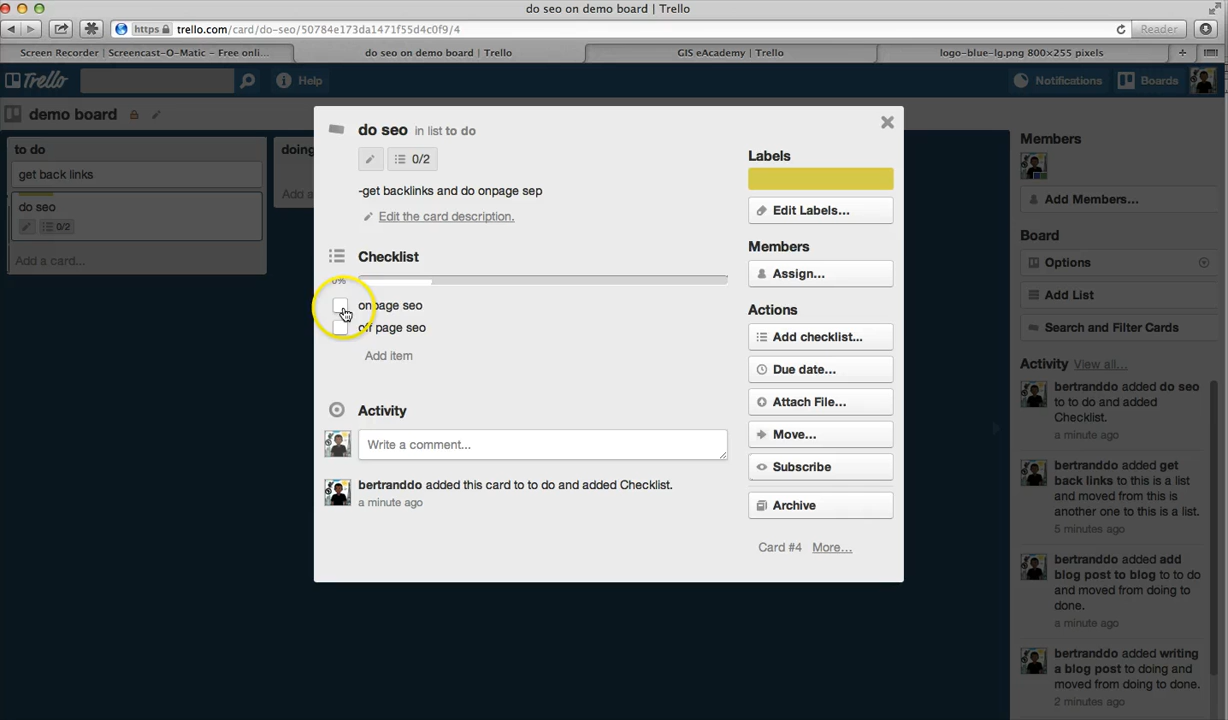 do seo on demo board | Trello
https trello.com/card/do-seo/50784e173da1471f55d4c0f9/4
Reader
Screen Recorder | Screencast-O-Matic - Free onli...
do seo on demo board | Trello
GIS eAcademy | Trello
logo-blue-lg.png 800×255 pixels
Trello
Help
Notifications
Boards
demo board
to do
get back links
do seo
0/2
Add a card...
doing
Add a
do seo in list to do
0/2
-get backlinks and do onpage sep
Edit the card description.
Checklist
0%
onpage seo
off page seo
Add item
Activity
Write a comment...
bertranddo added this card to to do and added Checklist.
a minute ago
Labels
Edit Labels...
Members
Assign...
Actions
Add checklist...
Due date...
Attach File...
Move...
Subscribe
Archive
Card #4 More...
Members
Add Members...
Board
Options
Add List
Search and Filter Cards
Activity View all...
bertranddo added do seo
to to do and added
Checklist.
a minute ago
bertranddo added get
back links to this is a list
and moved from this is
another one to this is a list.
5 minutes ago
bertranddo added add
blog post to blog to to do
and moved from doing to
done.
a minute ago
bertranddo added writing
a blog post to doing and
moved from doing to done.
2 minutes ago